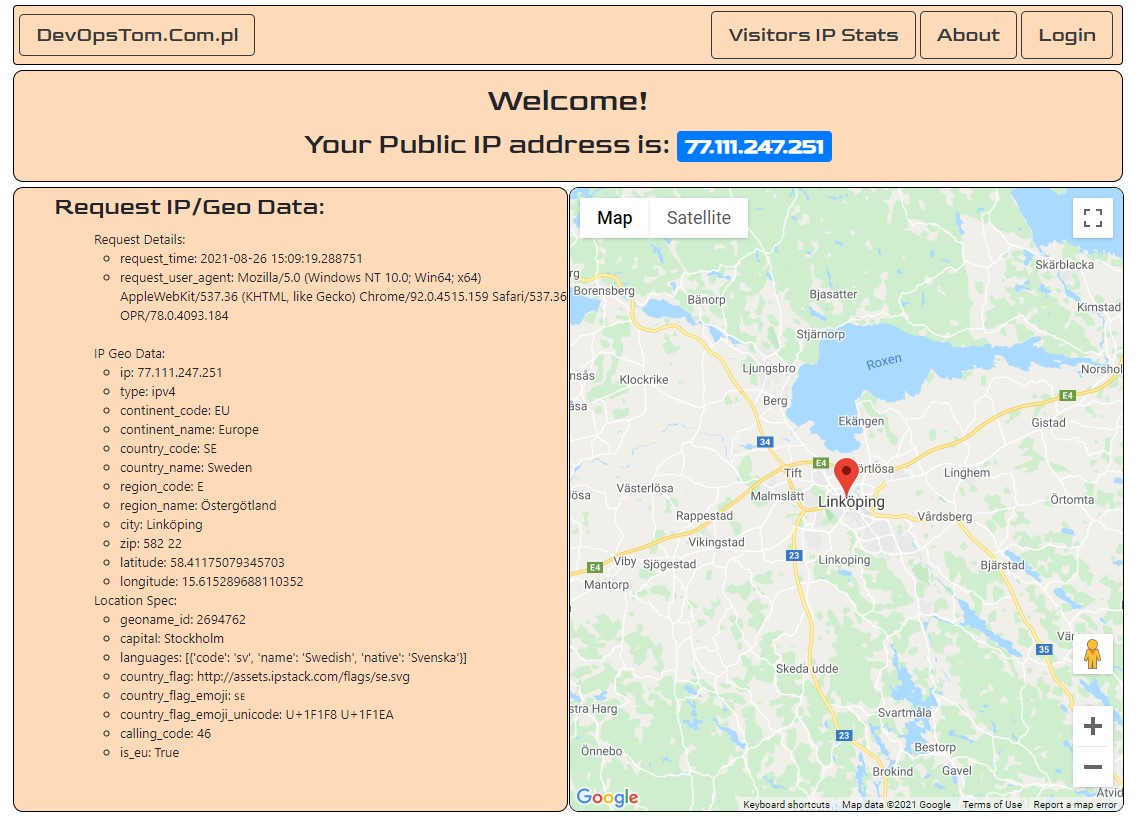 DevOpsTom.Com.pl
Visitors IP Stats
About
Login
Welcome!
Your Public IP address is: 77.111.247.251
Request IP/Geo Data:
Request Details:
request_time: 2021-08-26 15:09:19.288751
request_user_agent: Mozilla/5.0 (Windows NT 10.0; Win64; x64)
AppleWebKit/537.36 (KHTML, like Gecko) Chrome/92.0.4515.159 Safari/537.36
OPR/78.0.4093.184
IP Geo Data:
ip: 77.111.247.251
type: ipv4
continent_code: EU
continent_name: Europe
country_code: SE
country_name: Sweden
region_code: E
region_name: Östergötland
city: Linköping
zip: 582 22
latitude: 58.41175079345703
longitude: 15.615289688110352
Location Spec:
geoname_id: 2694762
capital: Stockholm
languages: [{'code': 'sv', 'name': 'Swedish', 'native': 'Svenska'}]
country_flag: http://assets.ipstack.com/flags/se.svg
country_flag_emoji: SE
country_flag_emoji_unicode: U+1F1F8 U+1F1EA
calling_code: 46
is_eu: True
Map
Satellite
Skärblacka
Borensberg
Bänorp
Bjasatter
Kimstad
Stjärnorp
Roxen
Ljungsbro
Klockrike
Norshol
E4
Berg
Ekängen
Gistad
34
E4
Tift
örtlösa
Linghem
Västerlösa
Malmslätt
Linköping
Örtomta
Rappestad
Vårdsberg
Vikingstad
23
Linkoping
Viby
Sjögestad
Bjärstad
E4
Mantorp
35
Skeda udde
stra Harg
Svartmåla
23
Önnebo
Bestorp
Brokind
Gavel
Åtvid
Google
Keyboard shortcuts
Map data ©2021 Google
Terms of Use
Report a map error